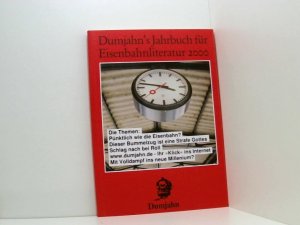 Dumjahn's Jahrbuch für
Eisenbahnliteratur 2000
Die Themen:
Pünktlich wie die Eisenbahn?
Dieser Bummelzug ist eine Strafe Gottes
Schlag nach bei Röll
www.dumjahn.de - Ihr »Klick« ins Internet
Mit Volldampf ins neue Millenium?
Dumjahn